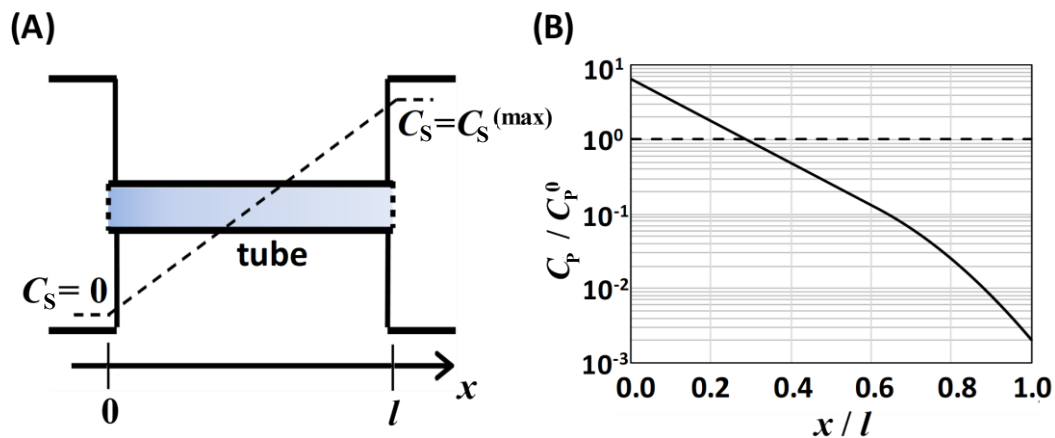 (A)
C_S=C_S^(max)
tube
C_S= 0
x
0
l
(B)
C_P / C_P^0
10^1
10^0
10^-1
10^-2
10^-3
0.0 0.2 0.4 0.6 0.8 1.0
x / l